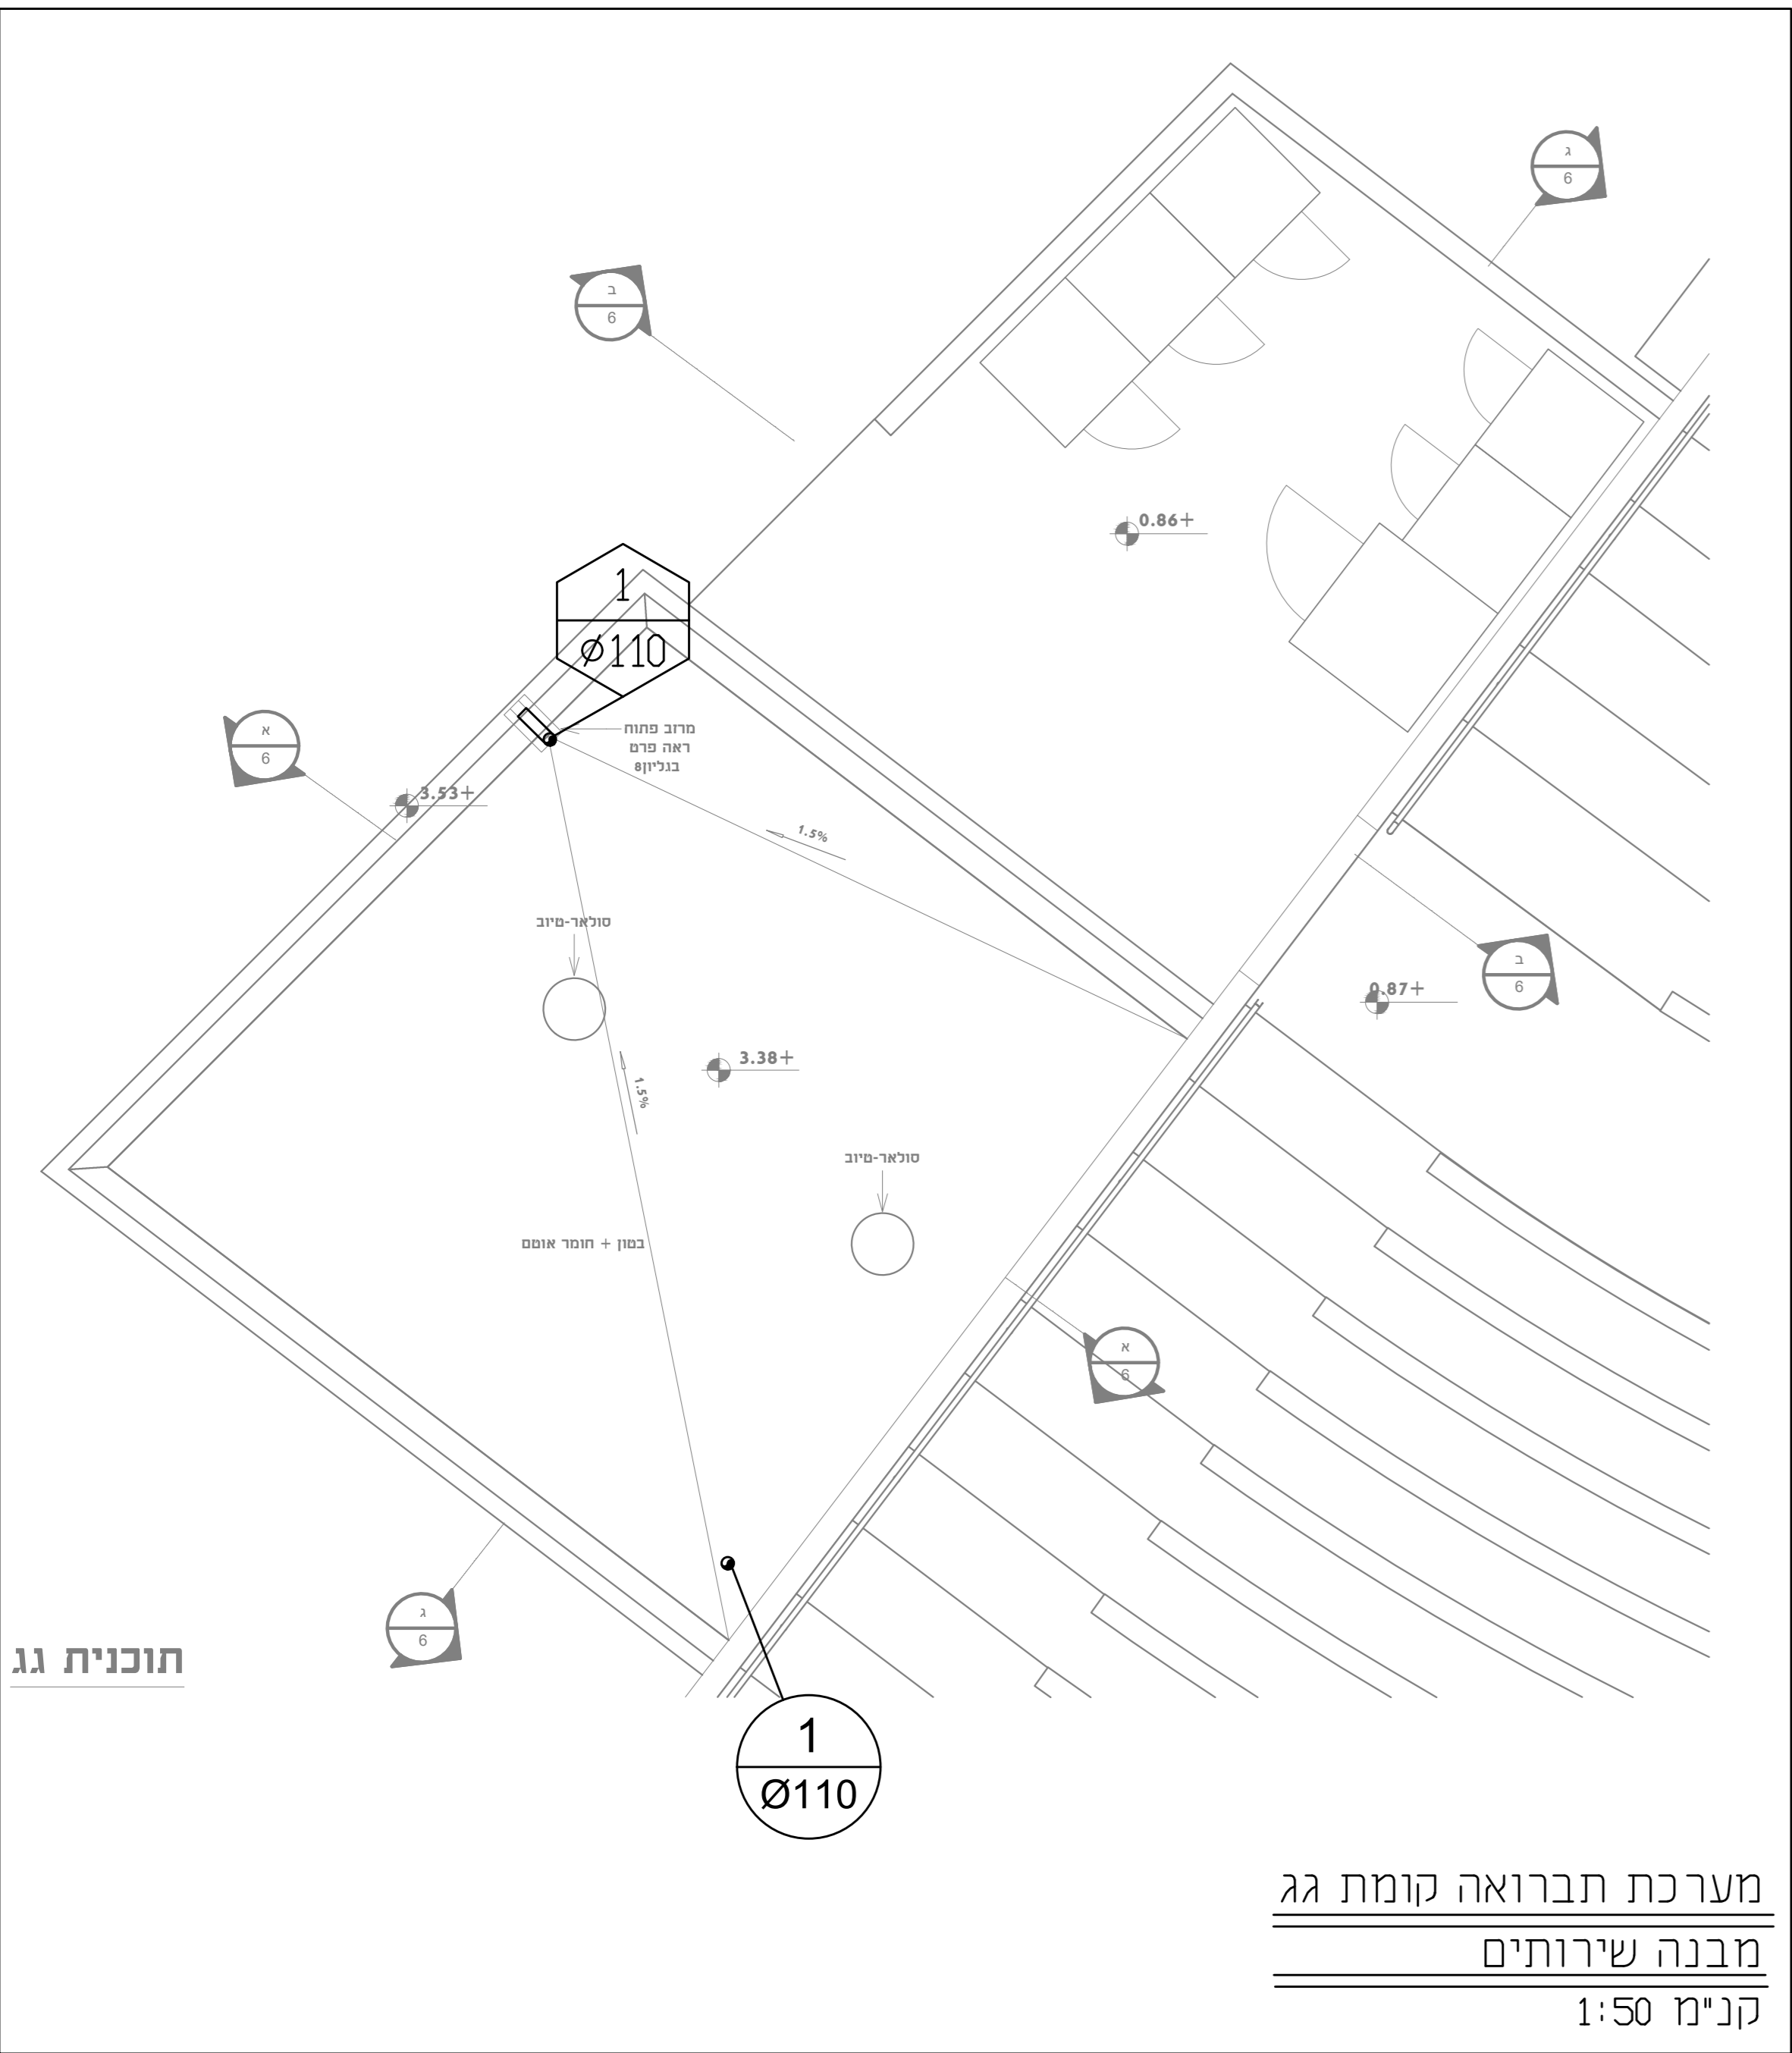 ג
6
ב
6
0.86+
1
Ø110
מרזב פתוח
ראה פרט
בגליון8
א
6
3.53+
1.5%
סולאר-טיוב
ב
6
0.87+
3.38+
1.5%
סולאר-טיוב
בטון + חומר אוטם
א
6
ג
6
תוכנית גג
1
Ø110
מערכת תברואה קומת גג
מבנה שירותים
קנ"מ 1:50